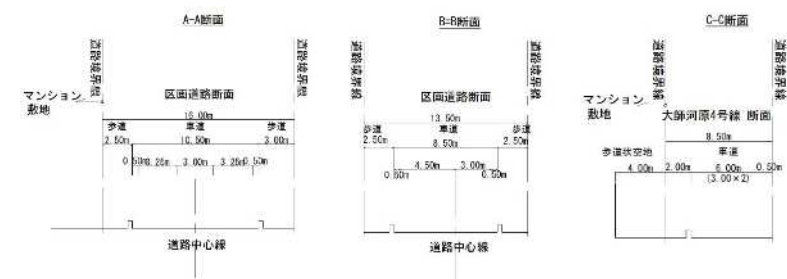 A-A断面
道路境界線
道路境界線
マンション
敷地
区画道路断面
16.00m
歩道
車道
歩道
2.50m
10.50m
3.00m
0.50m
3.25m
3.00m
3.25m
0.50m
道路中心線
B=B断面
道路境界線
道路境界線
区画道路断面
13.50m
歩道
車道
歩道
2.50m
8.50m
2.50m
4.50m
3.00m
0.50m
道路中心線
C-C断面
道路境界線
道路境界線
マンション
敷地
大師河原4号線 断面
8.50m
歩道状空地
車道
4.00m
2.00m
6.00m
0.50m
(3.00×2)